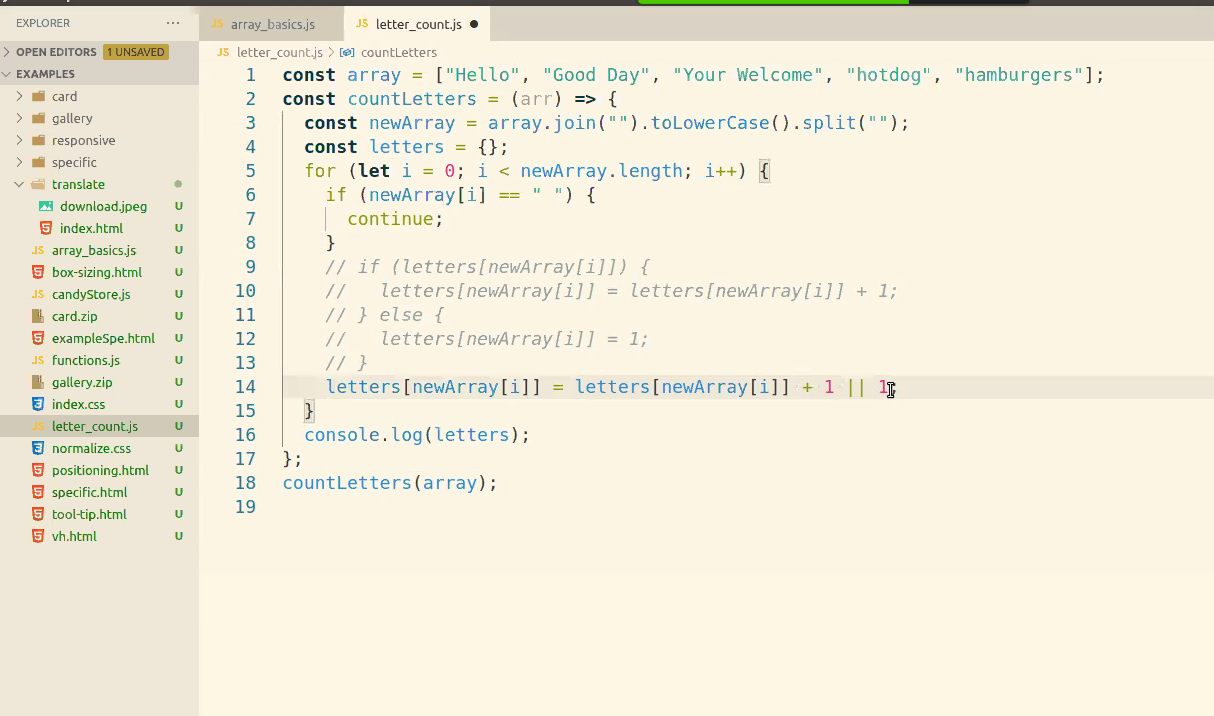 EXPLORER ...
OPEN EDITORS 1 UNSAVED
EXAMPLES
card
gallery
responsive
specific
translate
download.jpeg U
index.html U
JS array_basics.js U
box-sizing.html U
JS candyStore.js U
card.zip U
exampleSpe.html U
JS functions.js U
gallery.zip U
index.css U
JS letter_count.js U
normalize.css U
positioning.html U
specific.html U
tool-tip.html U
vh.html U
JS array_basics.js JS letter_count.js ●
JS letter_count.js > countLetters
1 const array = ["Hello", "Good Day", "Your Welcome", "hotdog", "hamburgers"];
2 const countLetters = (arr) => {
3 const newArray = array.join("").toLowerCase().split("");
4 const letters = {};
5 for (let i = 0; i < newArray.length; i++) {
6 if (newArray[i] == " ") {
7 continue;
8 }
9 // if (letters[newArray[i]]) {
10 //   letters[newArray[i]] = letters[newArray[i]] + 1;
11 // } else {
12 //   letters[newArray[i]] = 1;
13 // }
14 letters[newArray[i]] = letters[newArray[i]] + 1 || 1;
15 }
16 console.log(letters);
17 };
18 countLetters(array);
19